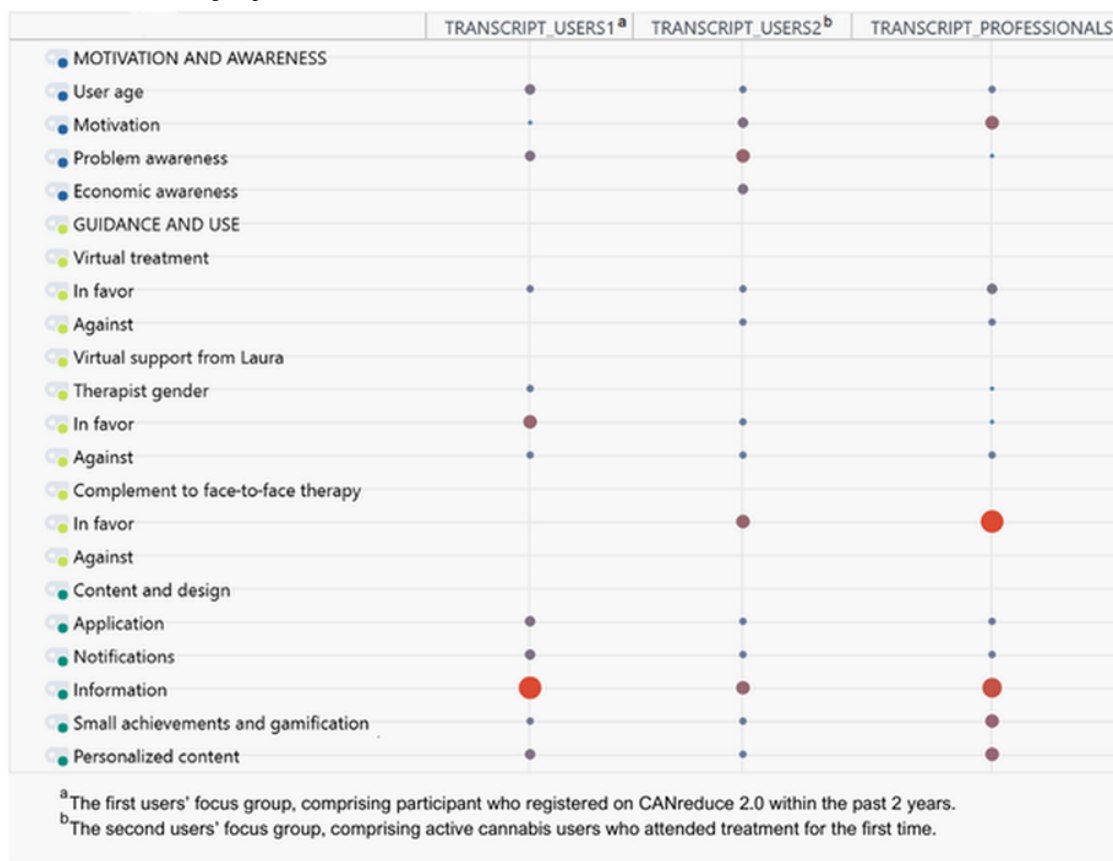 TRANSCRIPT_USERS1 a TRANSCRIPT_USERS2 b TRANSCRIPT_PROFESSIONALS
MOTIVATION AND AWARENESS
User age
Motivation
Problem awareness
Economic awareness
GUIDANCE AND USE
Virtual treatment
In favor
Against
Virtual support from Laura
Therapist gender
In favor
Against
Complement to face-to-face therapy
In favor
Against
Content and design
Application
Notifications
Information
Small achievements and gamification
Personalized content
a The first users' focus group, comprising participant who registered on CANreduce 2.0 within the past 2 years.
b The second users' focus group, comprising active cannabis users who attended treatment for the first time.